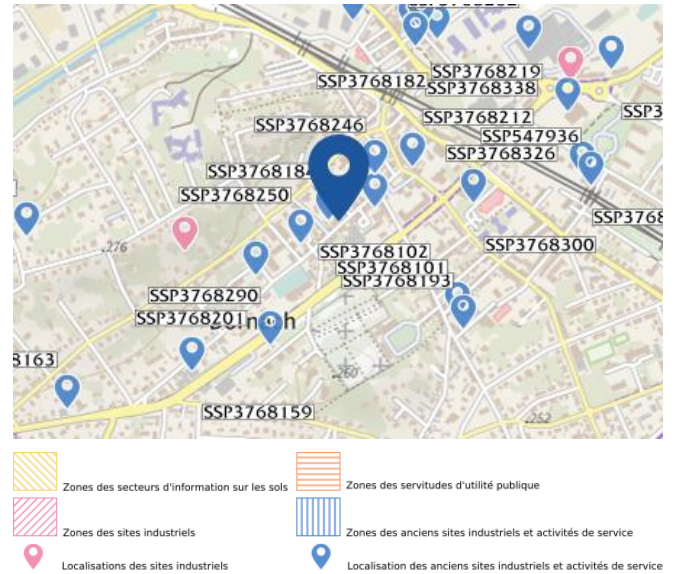 SSP3768182
SSP3768219
SSP3768338
SSP3768246
SSP3768212
SSP547936
SSP3768326
SSP3768250
276
SSP3768102
SSP3768101
SSP3768193
SSP3768300
SSP3768290
SSP3768201
260
SSP3768159
252
Zones des secteurs d'information sur les sols
Zones des servitudes d'utilité publique
Zones des sites industriels
Zones des anciens sites industriels et activités de service
Localisations des sites industriels
Localisation des anciens sites industriels et activités de service